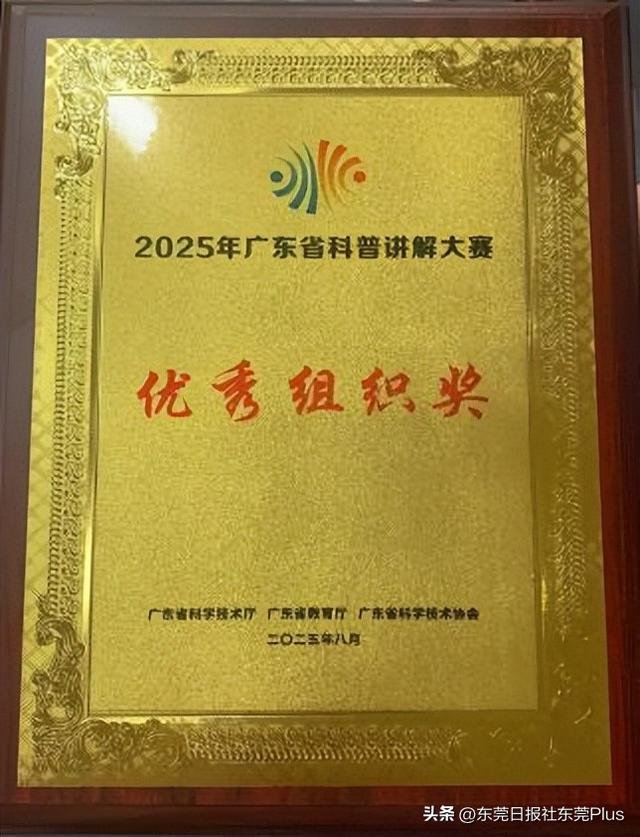 2025年广东省科普讲解大赛
优秀组织奖
广东省科学技术厅 广东省教育厅 广东省科学技术协会
二〇二五年八月
头条 @东莞日报社东莞Plus